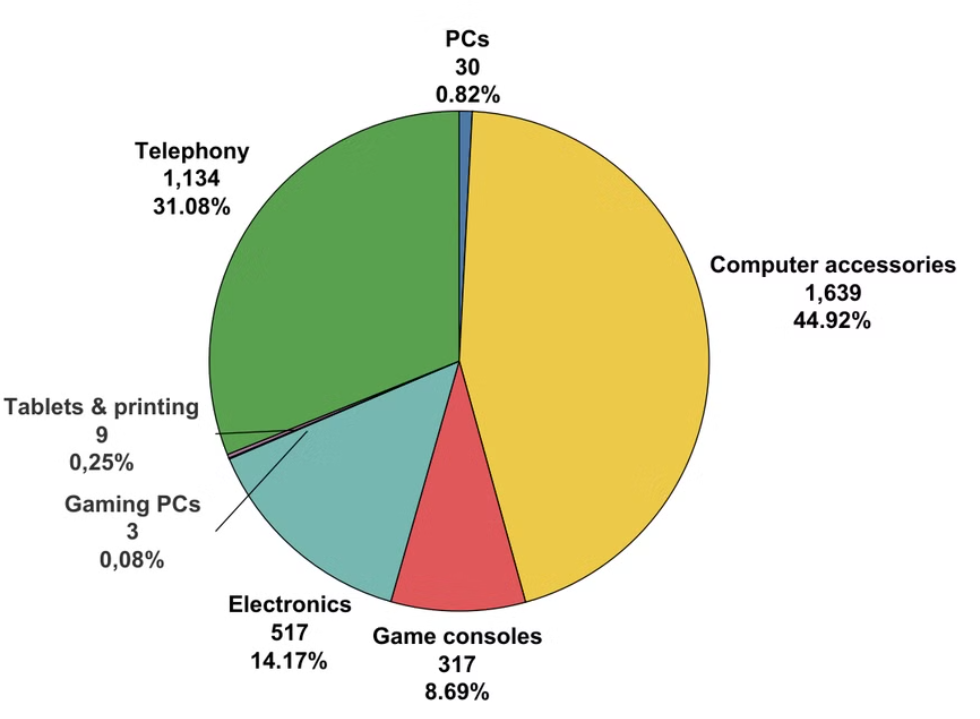 PCs
30
0.82%
Telephony
1,134
31.08%
Computer accessories
1,639
44.92%
Tablets & printing
9
0,25%
Gaming PCs
3
0,08%
Electronics
517
14.17%
Game consoles
317
8.69%